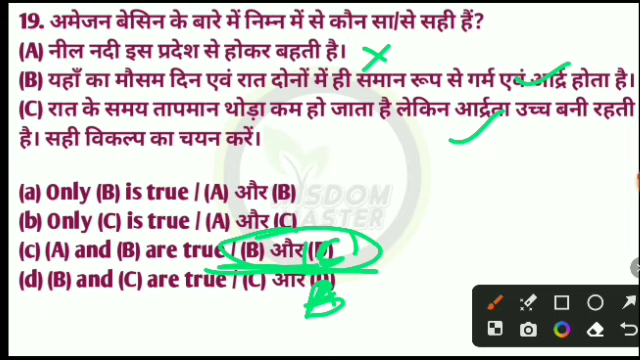 19. अमेजन बेसिन के बारे में निम्न में से कौन सा/से सही हैं?
(A) नील नदी इस प्रदेश से होकर बहती है।
(B) यहाँ का मौसम दिन एवं रात दोनों में ही समान रूप से गर्म एवं आर्द्र होता है।
(C) रात के समय तापमान थोड़ा कम हो जाता है लेकिन आर्द्रता उच्च बनी रहती
है। सही विकल्प का चयन करें।
WISDOM
MASTER
(a) Only (B) is true / (A) और (B)
(b) Only (C) is true / (A) और (C)
(c) (A) and (B) are true / (B) और (C)
(d) (B) and (C) are true / (C) और
B